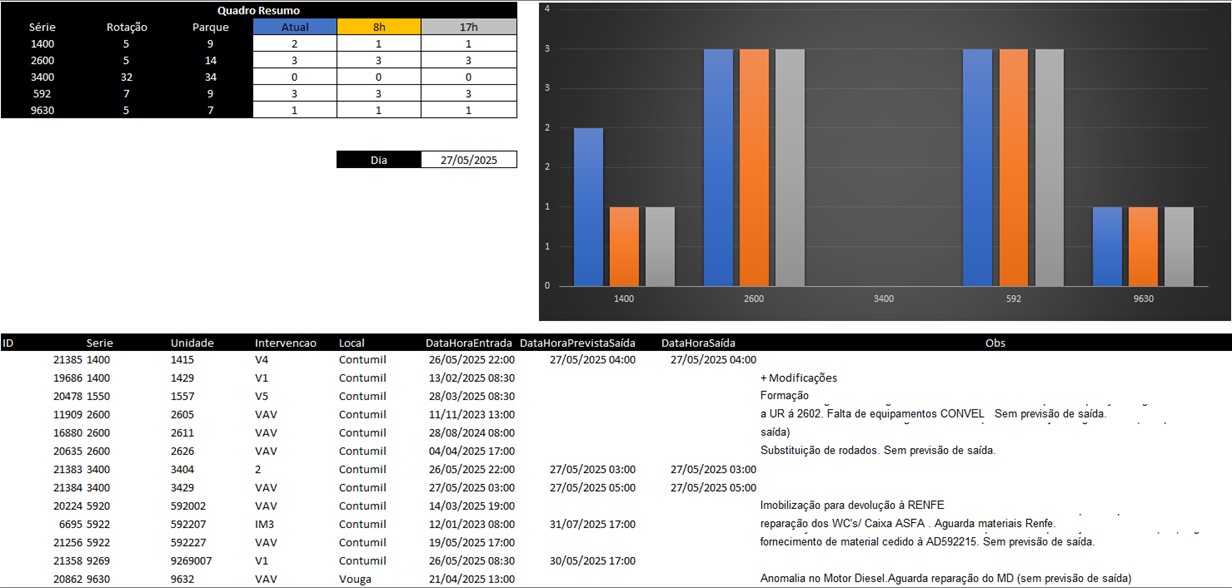 Quadro Resumo
Série Rotação Parque Atual 8h 17h
1400 5 9 2 1 1
2600 5 14 3 3 3
3400 32 34 0 0 0
592 7 9 3 3 3
9630 5 7 1 1 1
Dia 27/05/2025
4
3
3
2
2
1
1
0
1400 2600 3400 592 9630
ID Serie Unidade Intervencao Local DataHoraEntrada DataHoraPrevistaSaída DataHoraSaída Obs
21385 1400 1415 V4 Contumil 26/05/2025 22:00 27/05/2025 04:00 27/05/2025 04:00
19686 1400 1429 V1 Contumil 13/02/2025 08:30 + Modificações
20478 1550 1557 V5 Contumil 28/03/2025 08:30 Formação
11909 2600 2605 VAV Contumil 11/11/2023 13:00 a UR á 2602. Falta de equipamentos CONVEL Sem previsão de saída.
16880 2600 2611 VAV Contumil 28/08/2024 08:00 saída)
20635 2600 2626 VAV Contumil 04/04/2025 17:00 Substituição de rodados. Sem previsão de saída.
21383 3400 3404 2 Contumil 26/05/2025 22:00 27/05/2025 03:00 27/05/2025 03:00
21384 3400 3429 VAV Contumil 27/05/2025 03:00 27/05/2025 05:00 27/05/2025 05:00
20224 5920 592002 VAV Contumil 14/03/2025 19:00 Imobilização para devolução à RENFE
6695 5922 592207 IM3 Contumil 12/01/2023 08:00 31/07/2025 17:00 reparação dos WC's/ Caixa ASFA . Aguarda materiais Renfe.
21256 5922 592227 VAV Contumil 19/05/2025 17:00 fornecimento de material cedido à AD592215. Sem previsão de saída.
21358 9269 9269007 V1 Contumil 26/05/2025 08:30 30/05/2025 17:00
20862 9630 9632 VAV Vouga 21/04/2025 13:00 Anomalia no Motor Diesel.Aguarda reparação do MD (sem previsão de saída)